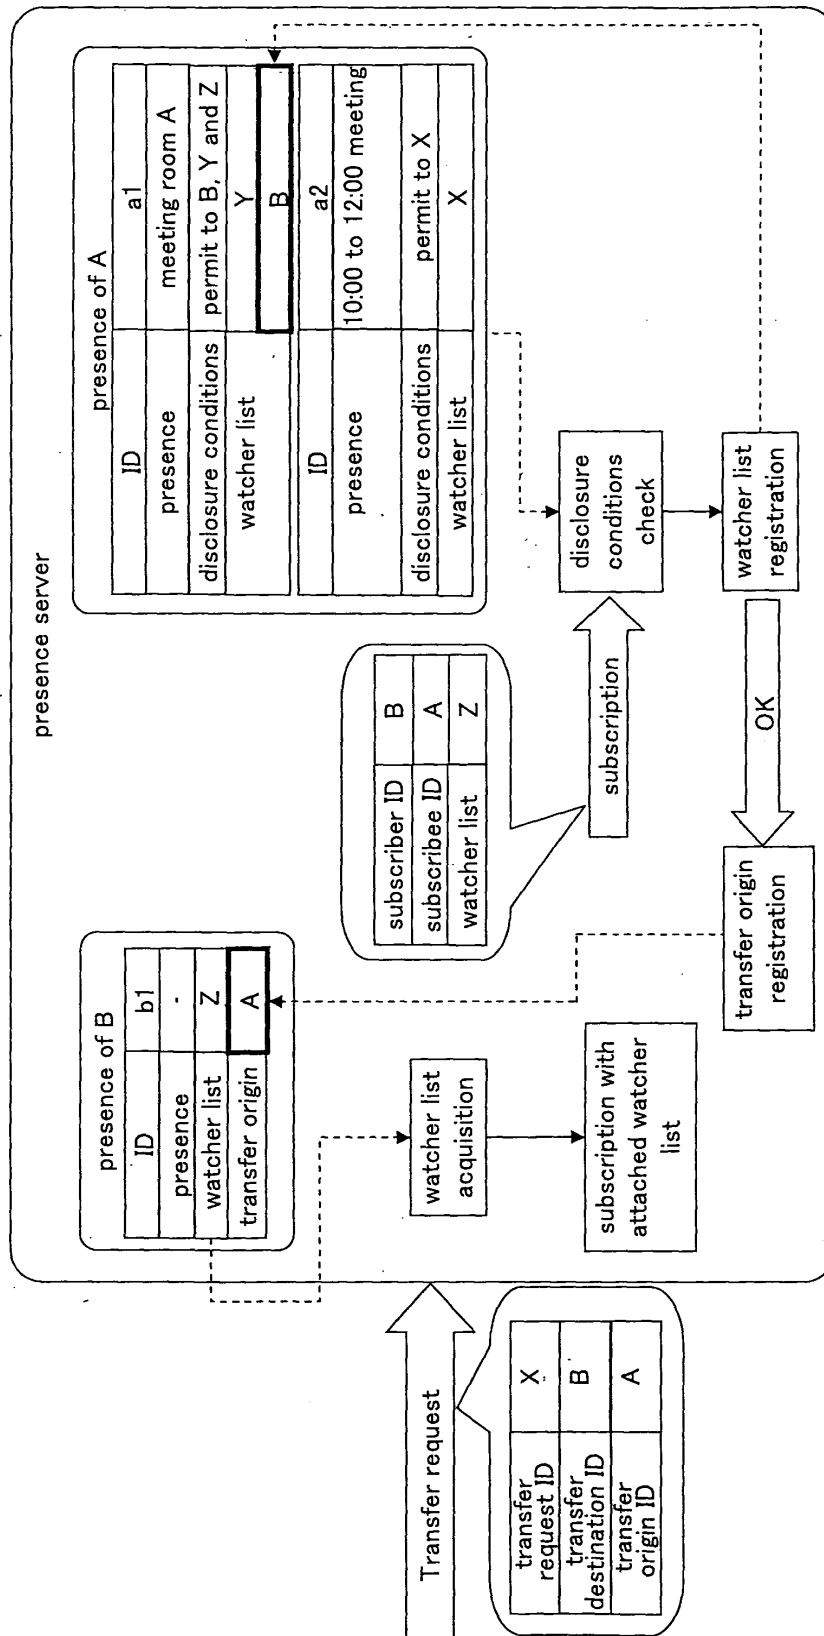 presence server
presence of B
ID b1
presence -
watcher list Z
transfer origin A
presence of A
ID a1
presence meeting room A
disclosure conditions permit to B, Y and Z
watcher list Y
B
ID a2
presence 10:00 to 12:00 meeting
disclosure conditions permit to X
watcher list X
Transfer request
transfer
request ID X
transfer
destination ID B
transfer
origin ID A
watcher list
acquisition
subscription with
attached watcher
list
subscriber ID B
subscribee ID A
watcher list Z
subscription
disclosure
conditions
check
watcher list
registration
OK
transfer origin
registration